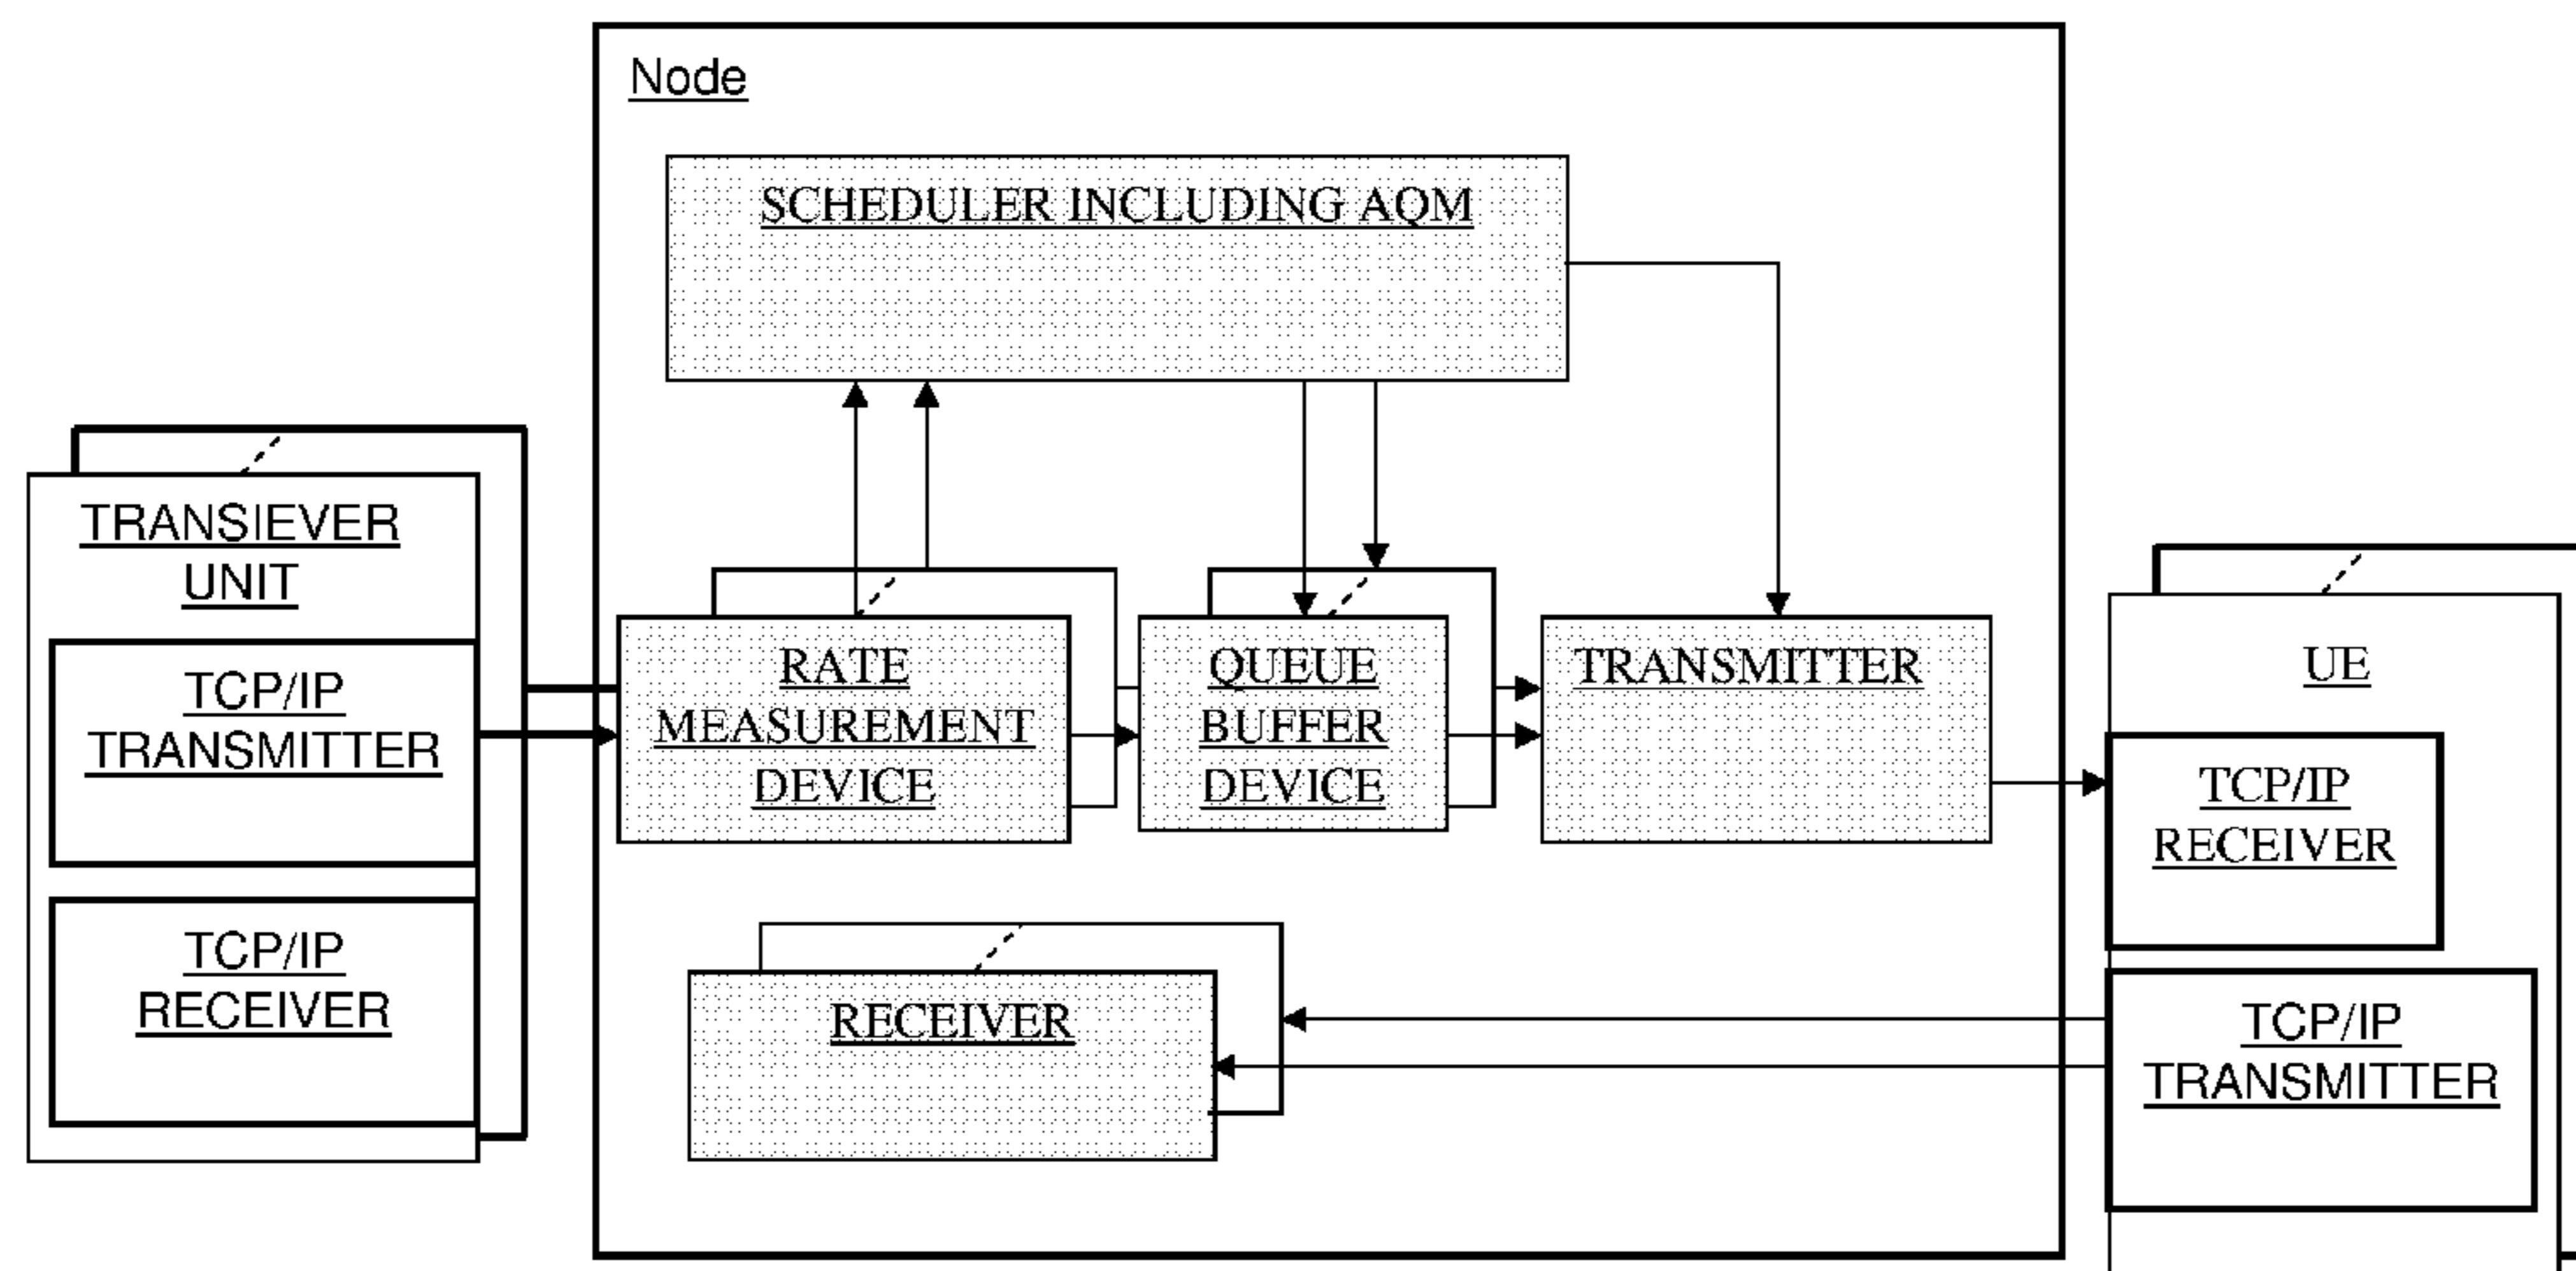 Node
SCHEDULER INCLUDING AQM
TRANSIEVER
UNIT
TCP/IP
TRANSMITTER
TCP/IP
RECEIVER
RATE
MEASUREMENT
DEVICE
QUEUE
BUFFER
DEVICE
TRANSMITTER
RECEIVER
UE
TCP/IP
RECEIVER
TCP/IP
TRANSMITTER